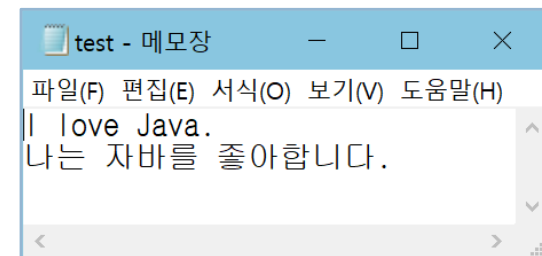 test - 메모장
파일(F) 편집(E) 서식(O) 보기(V) 도움말(H)
I love Java.
나는 자바를 좋아합니다.